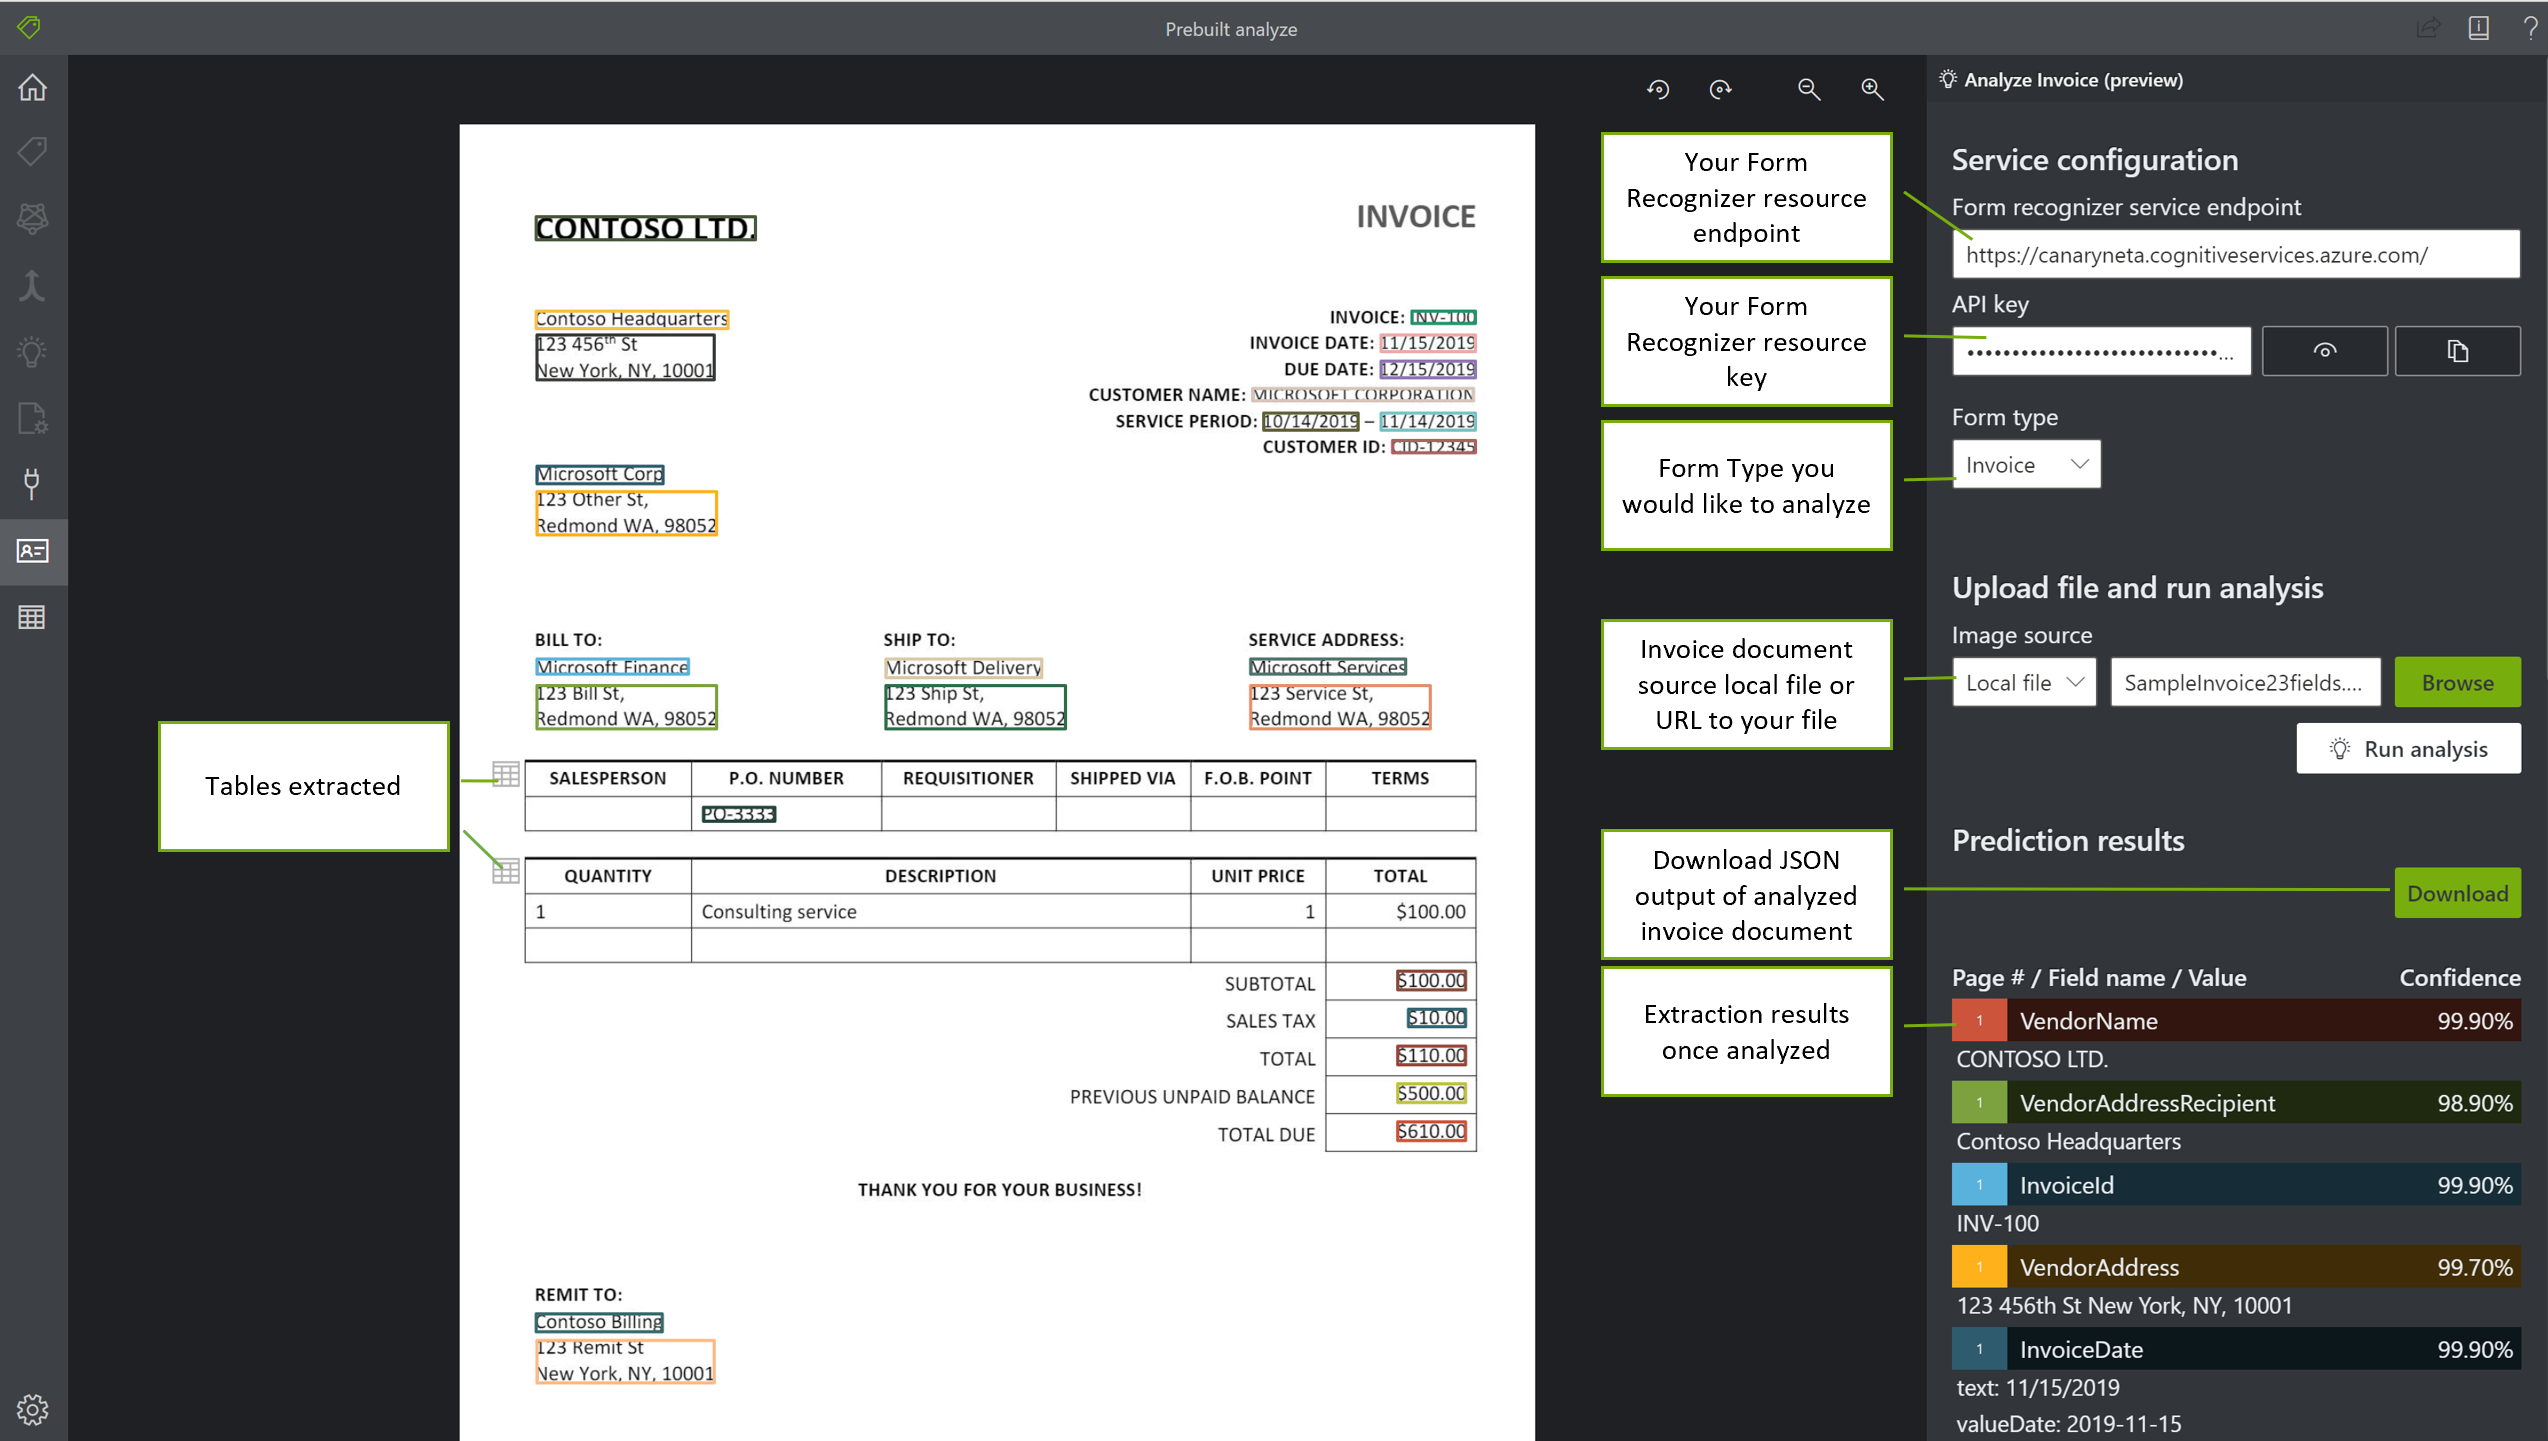 Prebuilt analyze
?
CONTOSO LTD.
INVOICE
Contoso Headquarters
123 456th St
New York, NY, 10001
INVOICE: INV-100
INVOICE DATE: 11/15/2019
DUE DATE: 12/15/2019
CUSTOMER NAME: MICROSOFT CORPORATION
SERVICE PERIOD: 10/14/2019 – 11/14/2019
CUSTOMER ID: CID-12345
Microsoft Corp
123 Other St,
Redmond WA, 98052
BILL TO:
Microsoft Finance
123 Bill St,
Redmond WA, 98052
SHIP TO:
Microsoft Delivery
123 Ship St,
Redmond WA, 98052
SERVICE ADDRESS:
Microsoft Services
123 Service St,
Redmond WA, 98052
Tables extracted
SALESPERSON P.O. NUMBER REQUISITIONER SHIPPED VIA F.O.B. POINT TERMS
PO-3333
QUANTITY DESCRIPTION UNIT PRICE TOTAL
1 Consulting service 1 $100.00
SUBTOTAL $100.00
SALES TAX $10.00
TOTAL $110.00
PREVIOUS UNPAID BALANCE $500.00
TOTAL DUE $610.00
THANK YOU FOR YOUR BUSINESS!
REMIT TO:
Contoso Billing
123 Remit St
New York, NY, 10001
Your Form
Recognizer resource
endpoint
Your Form
Recognizer resource
key
Form Type you
would like to analyze
Invoice document
source local file or
URL to your file
Download JSON
output of analyzed
invoice document
Extraction results
once analyzed
Analyze Invoice (preview)
Service configuration
Form recognizer service endpoint
https://canaryneta.cognitiveservices.azure.com/
API key
Form type
Invoice
Upload file and run analysis
Image source
Local file SampleInvoice23fields.... Browse
Run analysis
Prediction results
Download
Page # / Field name / Value Confidence
1 VendorName 99.90%
CONTOSO LTD.
1 VendorAddressRecipient 98.90%
Contoso Headquarters
1 InvoiceId 99.90%
INV-100
1 VendorAddress 99.70%
123 456th St New York, NY, 10001
1 InvoiceDate 99.90%
text: 11/15/2019
valueDate: 2019-11-15